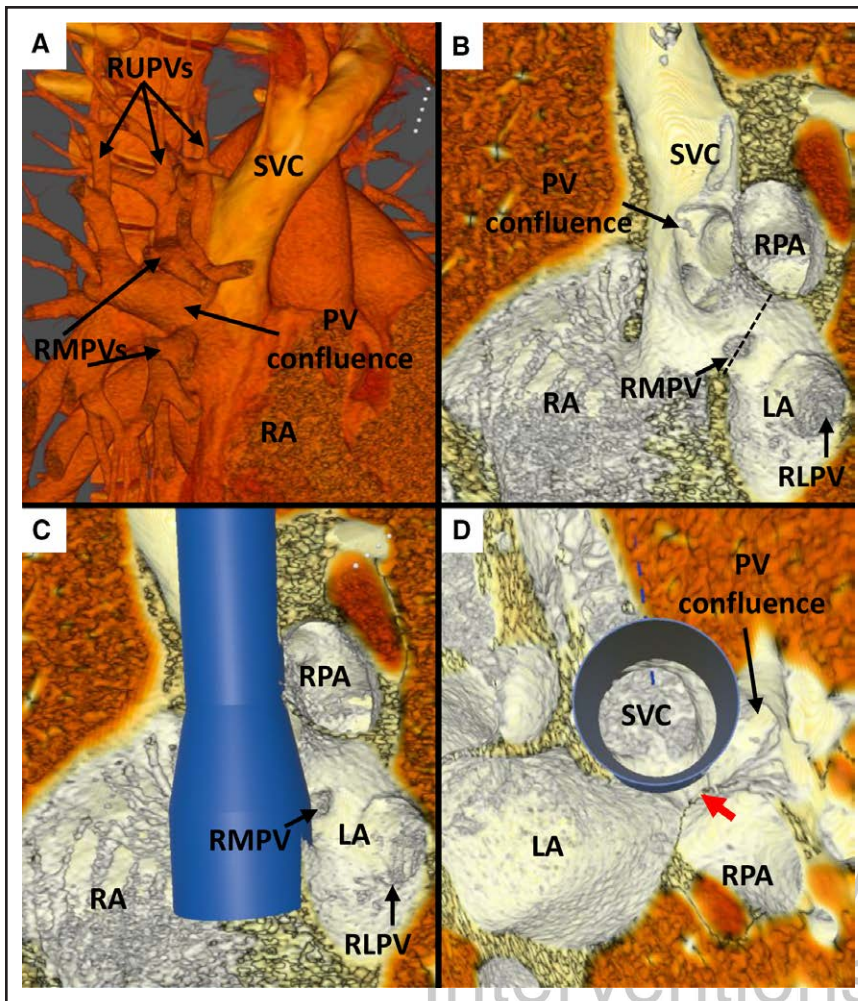 A
RUPVs
SVC
RMPVs
PV
confluence
RA
B
SVC
PV
confluence
RPA
RMPV
RA
LA
RLPV
C
RPA
RMPV
LA
RA
RLPV
D
PV
confluence
SVC
LA
RPA
Interventions